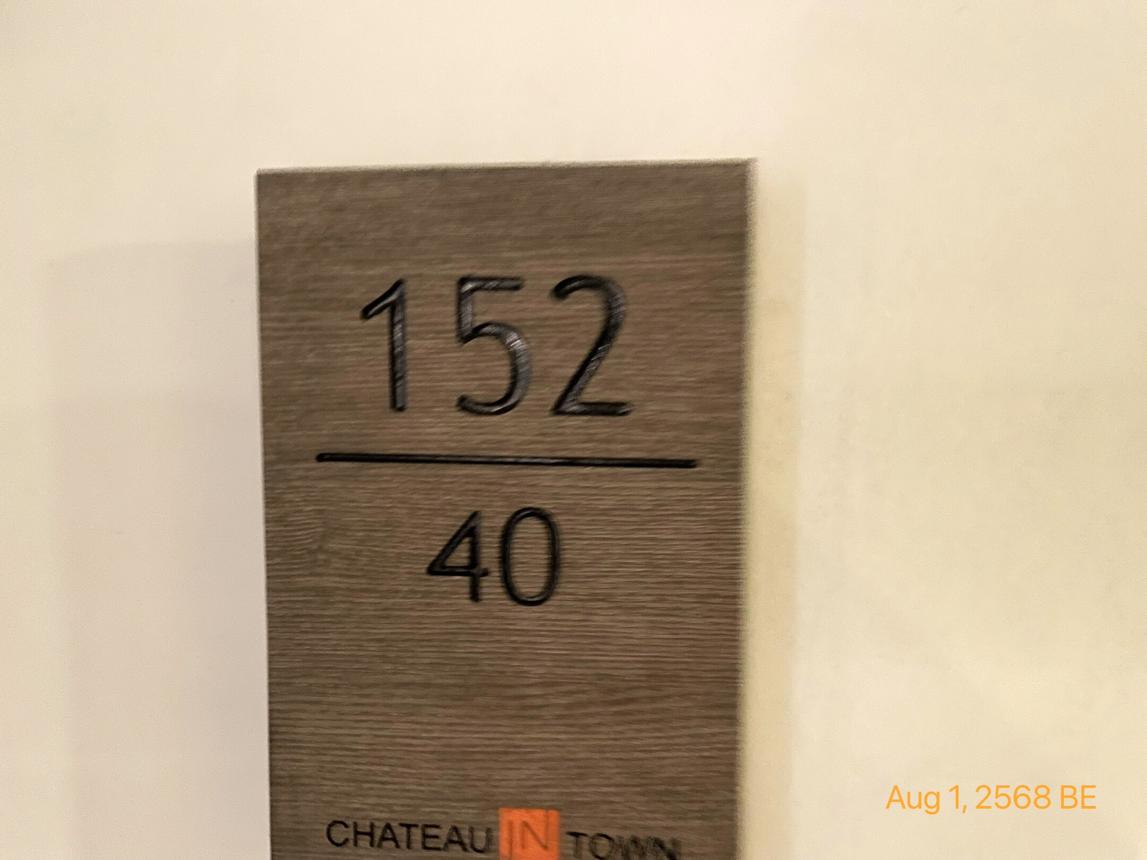 152
40
CHATEAU IN TOWN
Aug 1, 2568 BE